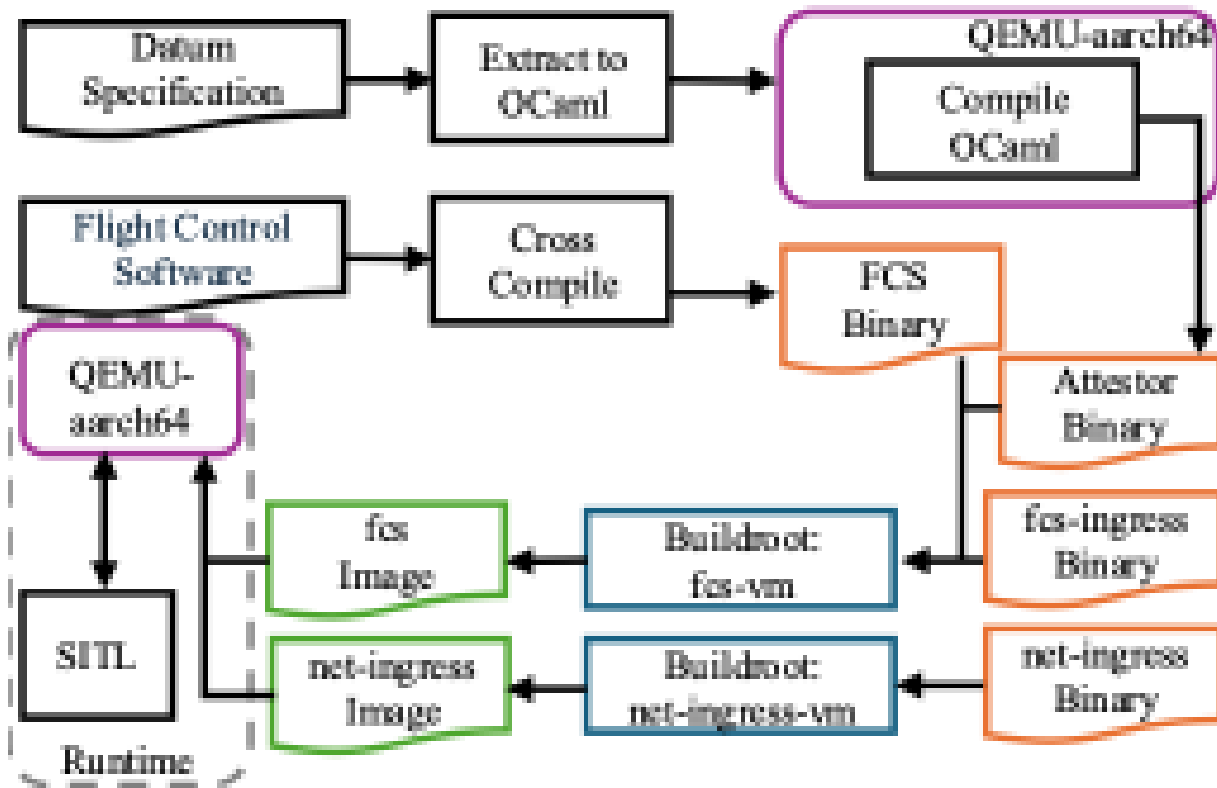 Datum
Specification
Extract to
OCaml
QEMU-aarch64
Compile
OCaml
Flight Control
Software
Cross
Compile
FCS
Binary
Attestor
Binary
QEMU-
aarch64
fcs
Image
Buildroot:
fcs-vm
fcs-ingress
Binary
SITL
net-ingress
Image
Buildroot:
net-ingress-vm
net-ingress
Binary
Runtime